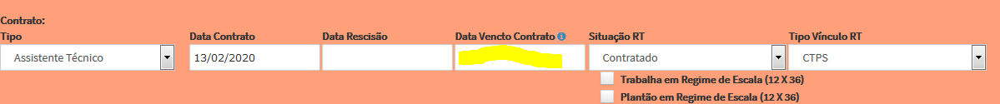 Contrato:
Tipo Data Contrato Data Rescisão Data Vencto Contrato Situação RT Tipo Vínculo RT
Assistente Técnico 13/02/2020 Contratado CTPS
Trabalha em Regime de Escala (12 X 36)
Plantão em Regime de Escala (12 X 36)